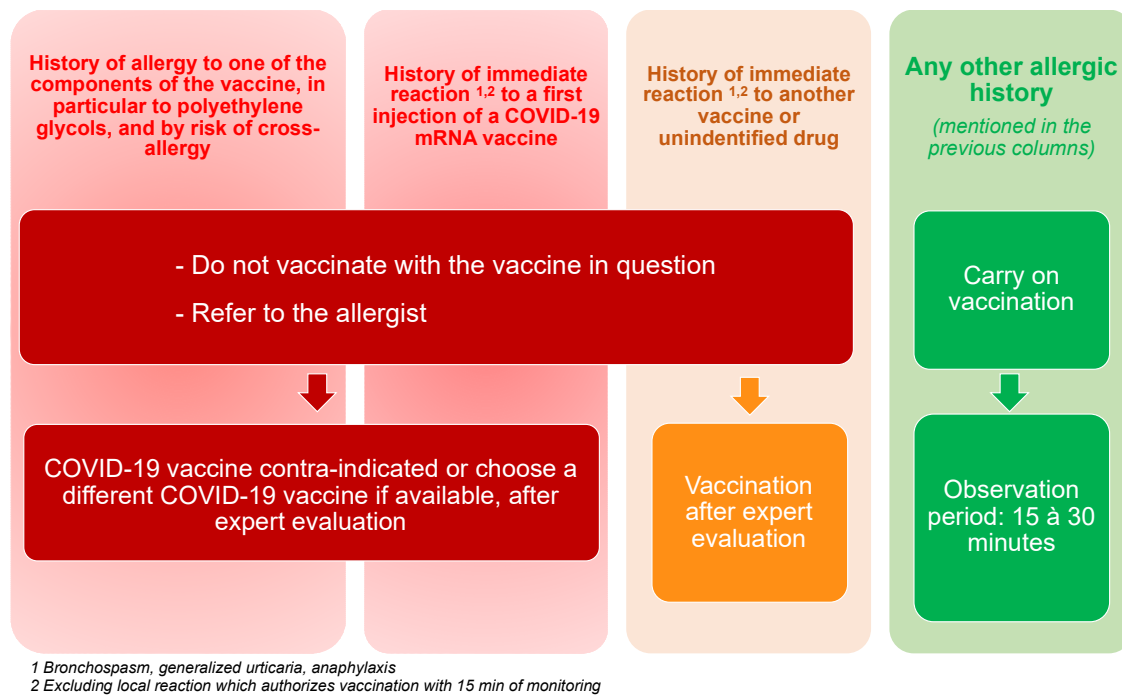 History of allergy to one of the
components of the vaccine, in
particular to polyethylene
glycols, and by risk of cross-
allergy
History of immediate
reaction 1,2 to a first
injection of a COVID-19
mRNA vaccine
History of immediate
reaction 1,2 to another
vaccine or
unidentified drug
Any other allergic
history
(mentioned in the
previous columns)
- Do not vaccinate with the vaccine in question
- Refer to the allergist
Carry on
vaccination
COVID-19 vaccine contra-indicated or choose a
different COVID-19 vaccine if available, after
expert evaluation
Vaccination
after expert
evaluation
Observation
period: 15 à 30
minutes
1 Bronchospasm, generalized urticaria, anaphylaxis
2 Excluding local reaction which authorizes vaccination with 15 min of monitoring